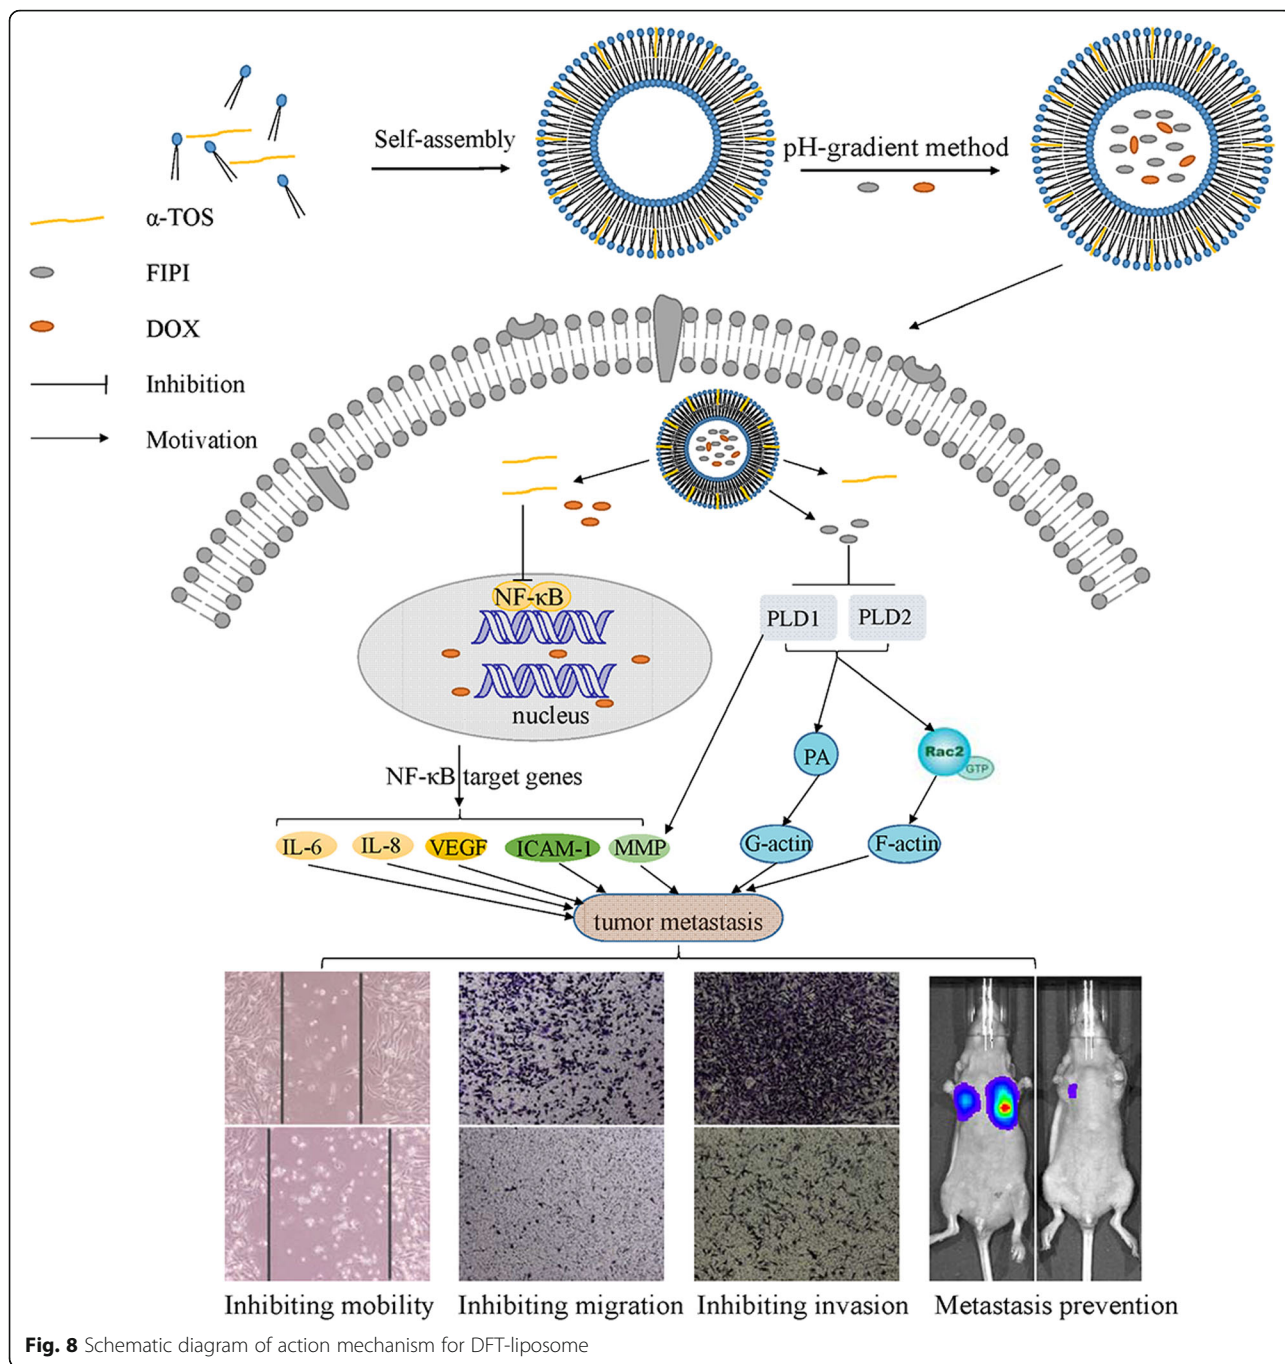 Self-assembly
pH-gradient method
α-TOS
FIPI
DOX
Inhibition
Motivation
NF-κB
nucleus
PLD1
PLD2
PA
Rac2
GTP
NF-κB target genes
IL-6
IL-8
VEGF
ICAM-1
MMP
G-actin
F-actin
tumor metastasis
Inhibiting mobility
Inhibiting migration
Inhibiting invasion
Metastasis prevention
Fig. 8 Schematic diagram of action mechanism for DFT-liposome